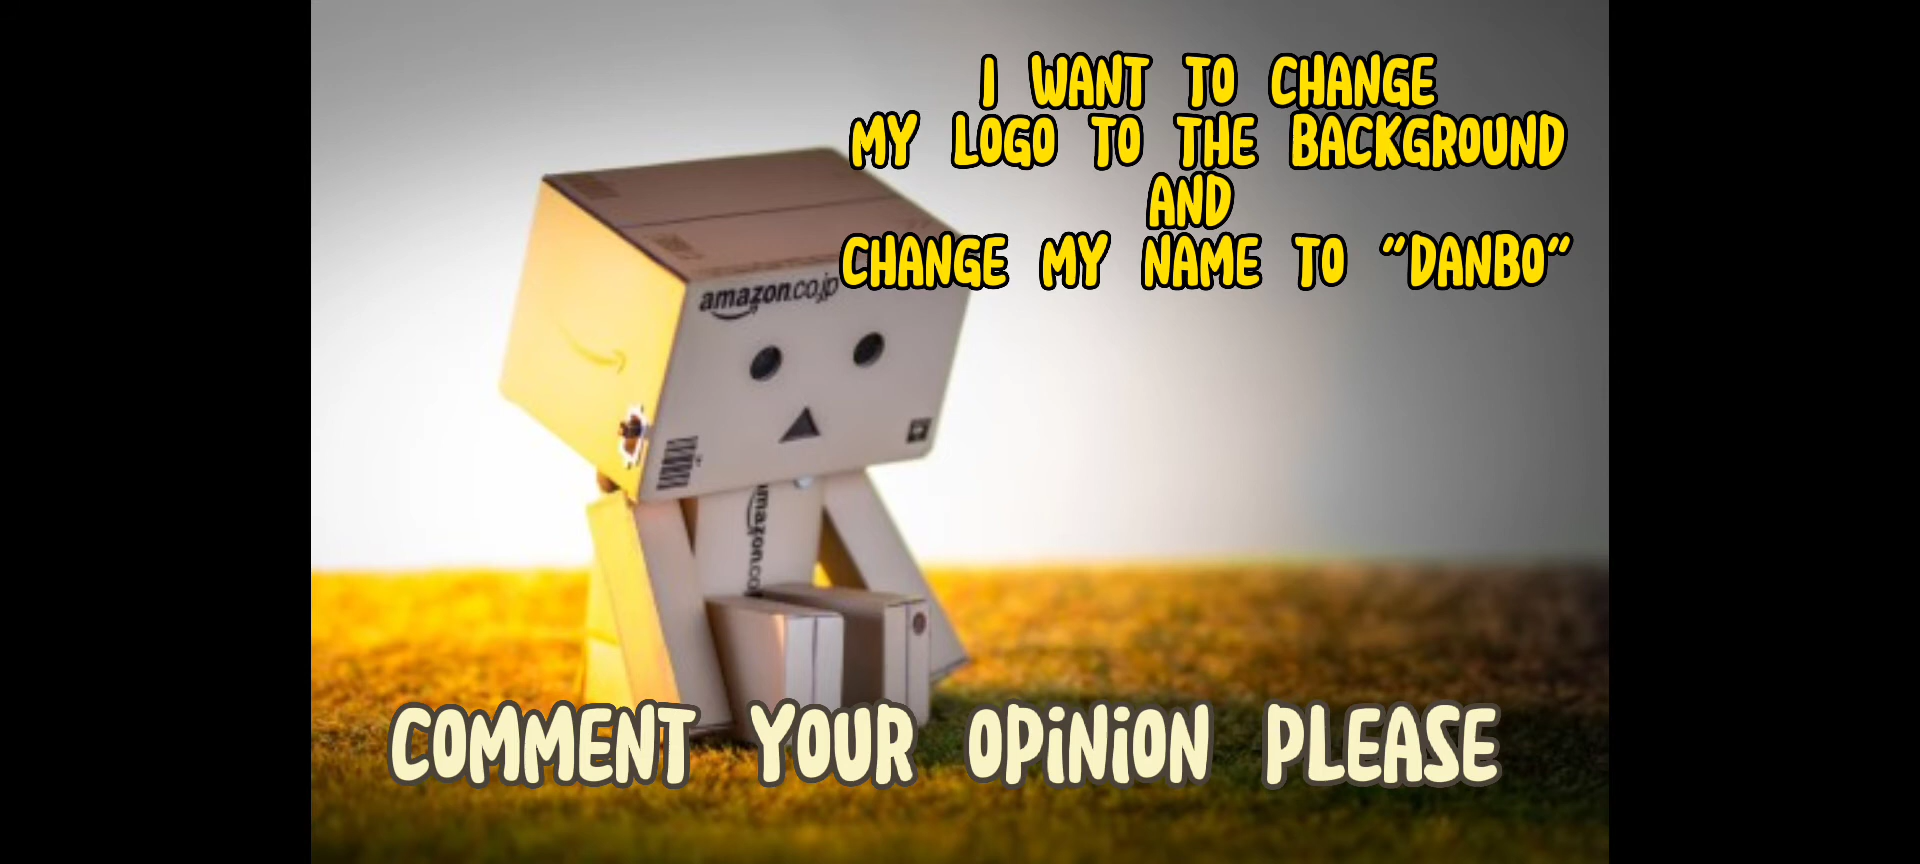 I WANT TO CHANGE
MY LOGO TO THE BACKGROUND
AND
CHANGE MY NAME TO "DANBO"
amazon.co.jp
amazon.co
COMMENT YOUR OPINION PLEASE